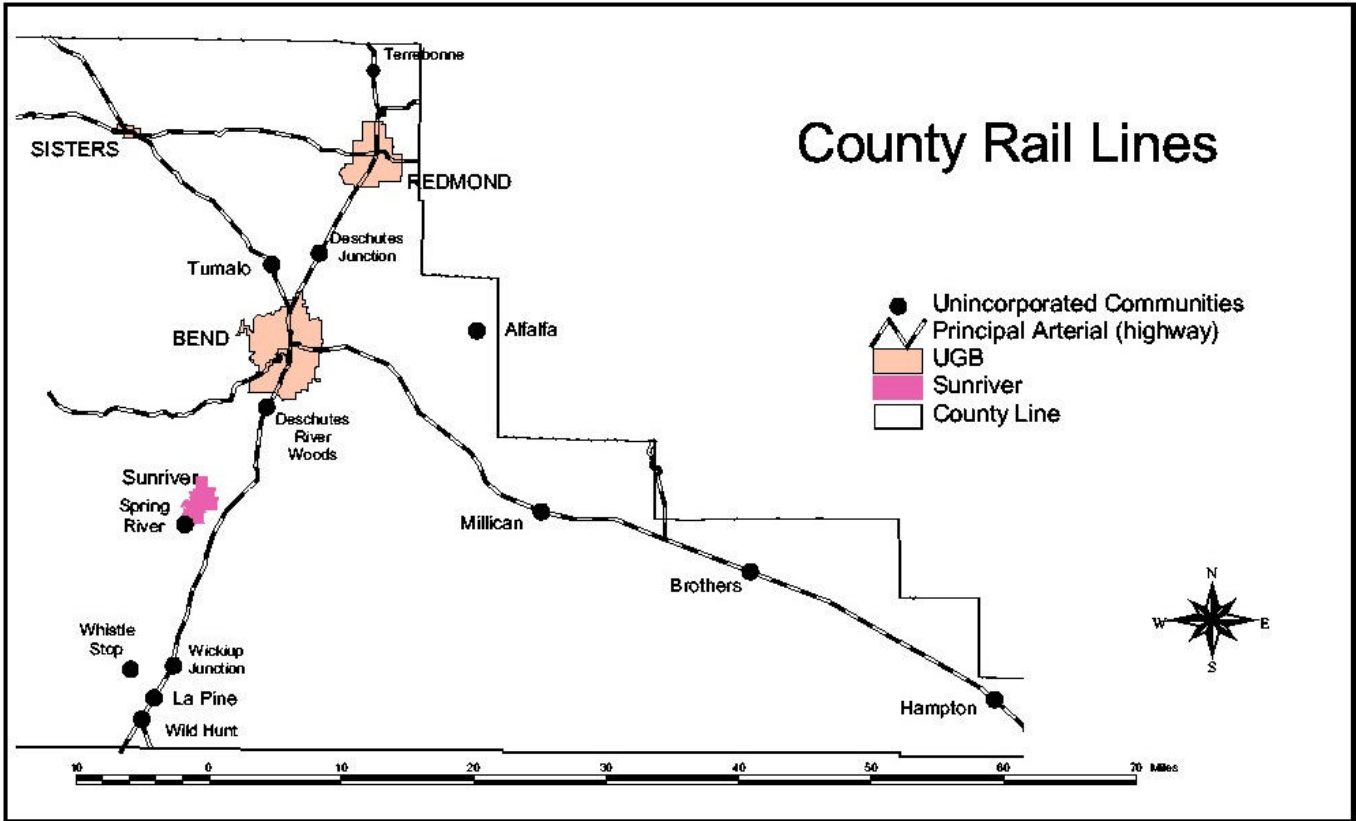 Terrebonne
County Rail Lines
SISTERS
REDMOND
Deschutes
Junction
Tumalo
Unincorporated Communities
Principal Arterial (highway)
UGB
Sunriver
County Line
BEND
Alfalfa
Deschutes
River
Woods
Sunriver
Spring
River
Millican
Brothers
N
W
E
S
Whistle
Stop
Wickiup
Junction
La Pine
Hampton
Wild Hunt
10 0 10 20 30 40 50 60 70 Miles